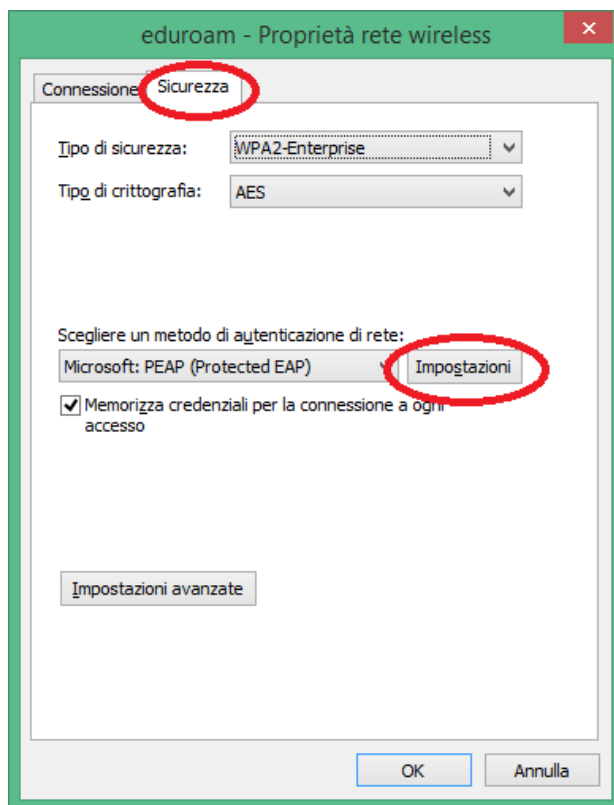 eduroam - Proprietà rete wireless
Connessione Sicurezza
Tipo di sicurezza: WPA2-Enterprise
Tipo di crittografia: AES
Scegliere un metodo di autenticazione di rete:
Microsoft: PEAP (Protected EAP) Impostazioni
Memorizza credenziali per la connessione a ogni
accesso
Impostazioni avanzate
OK Annulla